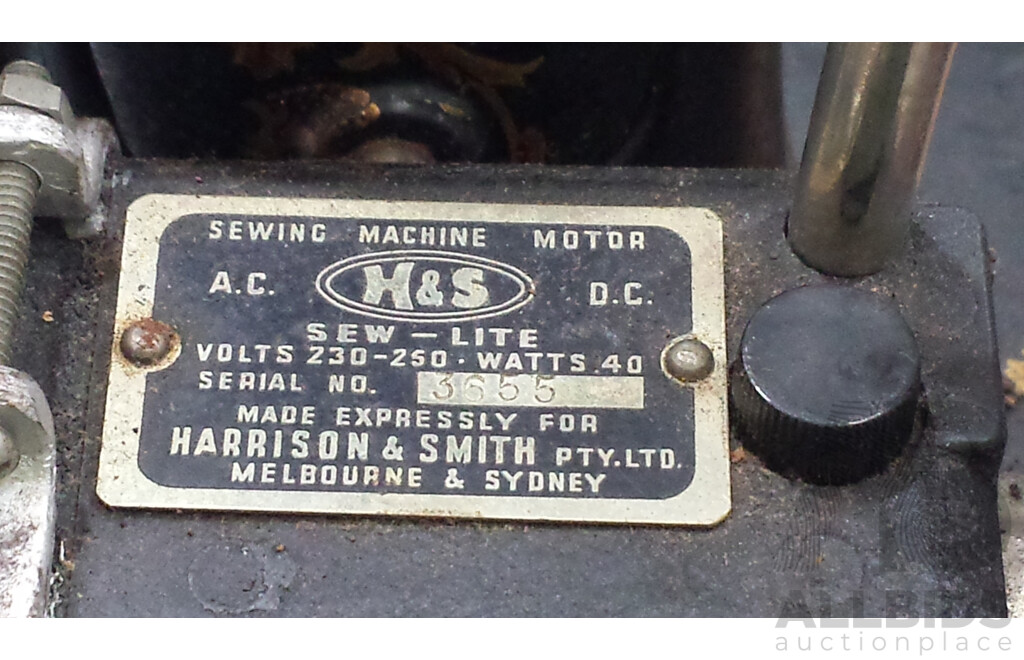 SEWING MACHINE MOTOR
A.C. H&S D.C.
SEW – LITE
VOLTS 230-250 · WATTS 40
SERIAL NO. 3655
MADE EXPRESSLY FOR
HARRISON & SMITH PTY.LTD.
MELBOURNE & SYDNEY
ALLBIDS
auctionplace